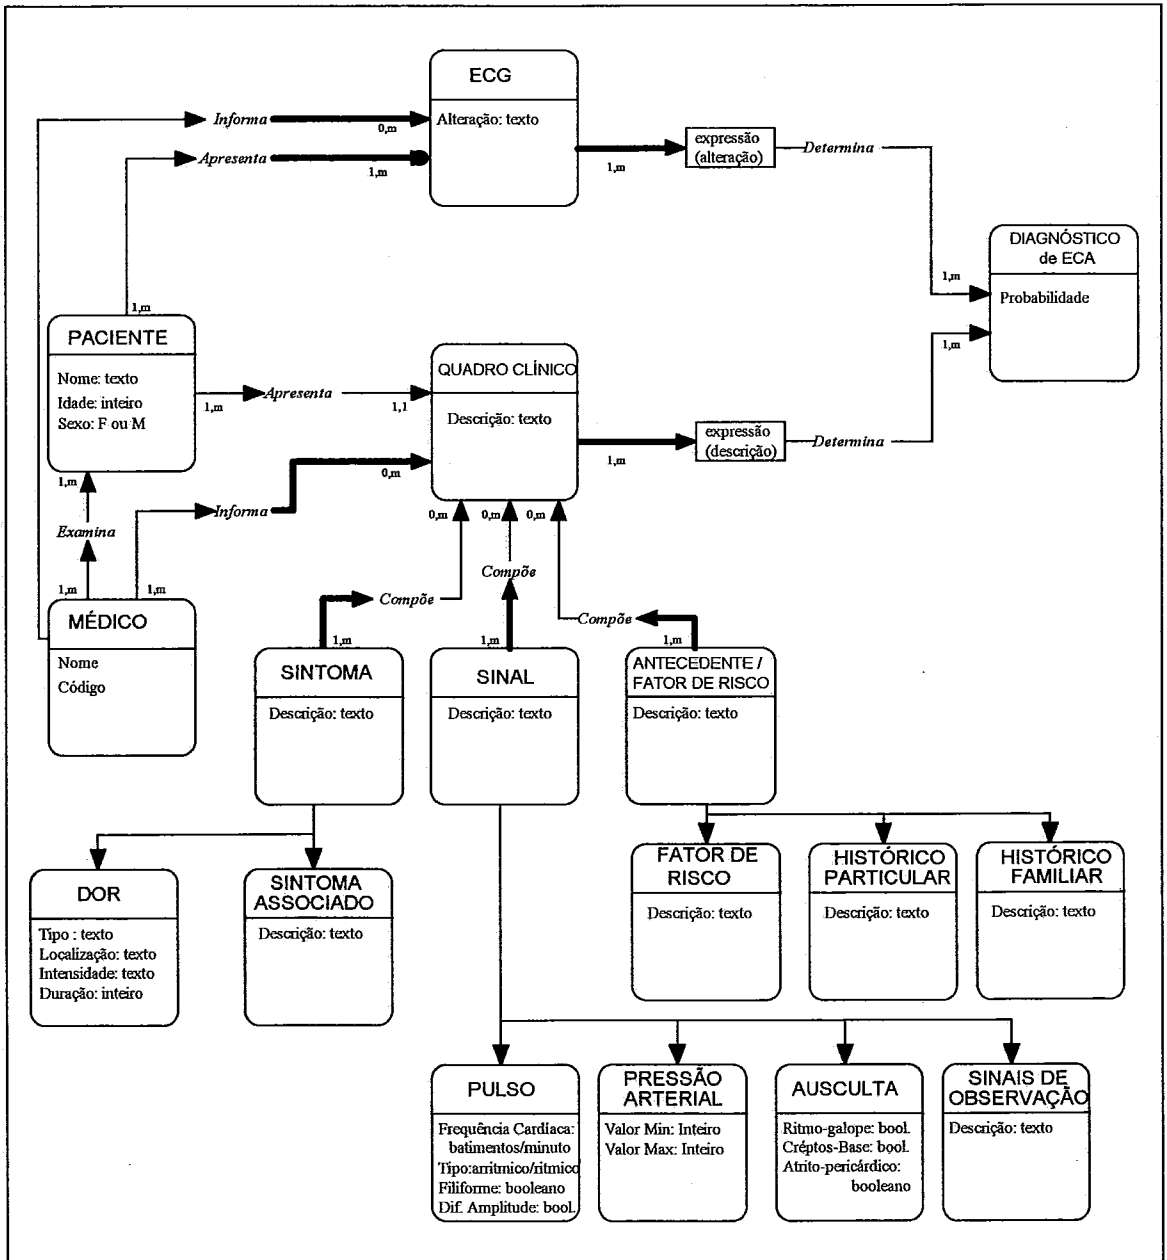 ECG
Alteração: texto
Informa
0,m
Apresenta
1,m
1,m
expressão
(alteração)
Determina
1,m
DIAGNÓSTICO
de ECA
Probabilidade
1,m
1,m
PACIENTE
Nome: texto
Idade: inteiro
Sexo: F ou M
1,m
Apresenta
1,1
QUADRO CLÍNICO
Descrição: texto
1,m
expressão
(descrição)
Determina
1,m
Examina
1,m
Informa
0,m
1,m
MÉDICO
Nome
Código
0,m
0,m
0,m
Compõe
Compõe
Compõe
1,m
1,m
1,m
SINTOMA
Descrição: texto
SINAL
Descrição: texto
ANTECEDENTE /
FATOR DE RISCO
Descrição: texto
DOR
Tipo : texto
Localização: texto
Intensidade: texto
Duração: inteiro
SINTOMA
ASSOCIADO
Descrição: texto
FATOR DE
RISCO
Descrição: texto
HISTÓRICO
PARTICULAR
Descrição: texto
HISTÓRICO
FAMILIAR
Descrição: texto
PULSO
Frequência Cardíaca:
batimentos/minuto
Tipo:arritmico/ritmico
Filiforme: booleano
Dif. Amplitude: bool.
PRESSÃO
ARTERIAL
Valor Min: Inteiro
Valor Max: Inteiro
AUSCULTA
Ritmo-galope: bool.
Créptos-Base: bool.
Atrito-pericárdico:
booleano
SINAIS DE
OBSERVAÇÃO
Descrição: texto